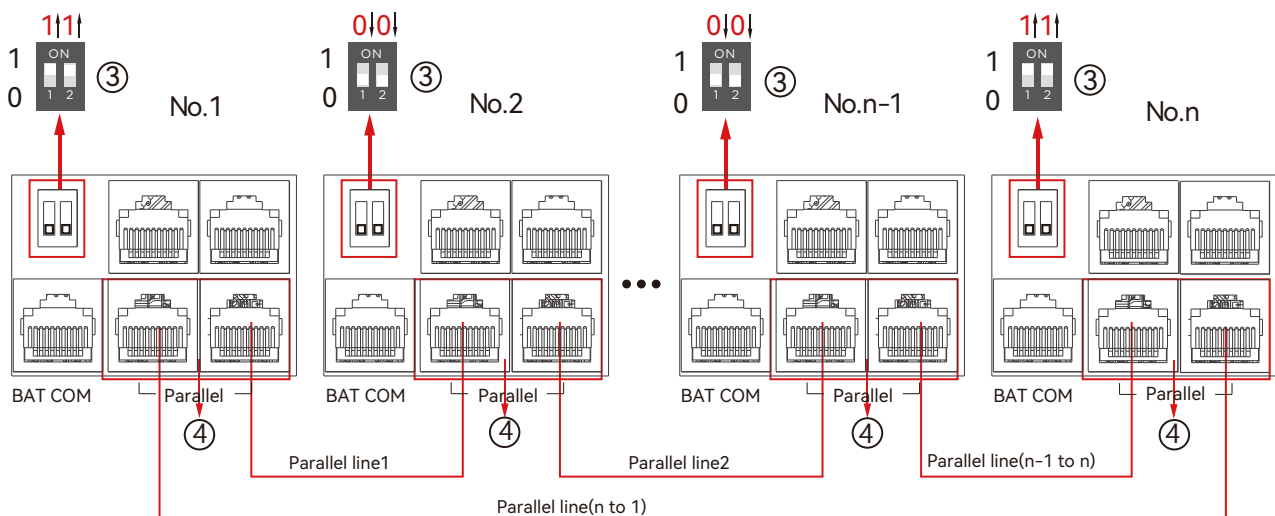 1↑1↑
0↓0↓
0↓0↓
1↑1↑
1
0
ON
1 2
③
No.1
1
0
ON
1 2
③
No.2
1
0
ON
1 2
③
No.n-1
1
0
ON
1 2
③
No.n
•••
BAT COM
Parallel
④
BAT COM
Parallel
④
BAT COM
Parallel
④
BAT COM
Parallel
④
Parallel line1
Parallel line2
Parallel line(n-1 to n)
Parallel line(n to 1)